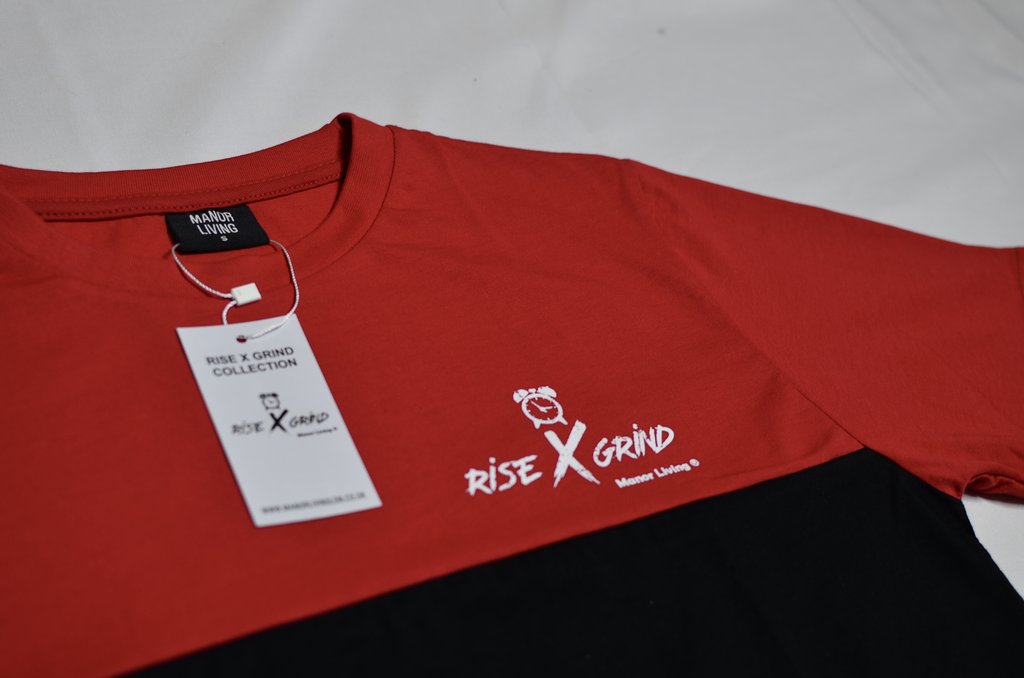 MANOR
LIVING
S
RISE X GRIND
COLLECTION
RISE X GRIND
Manor Living ®
RISE X GRIND
Manor Living ®